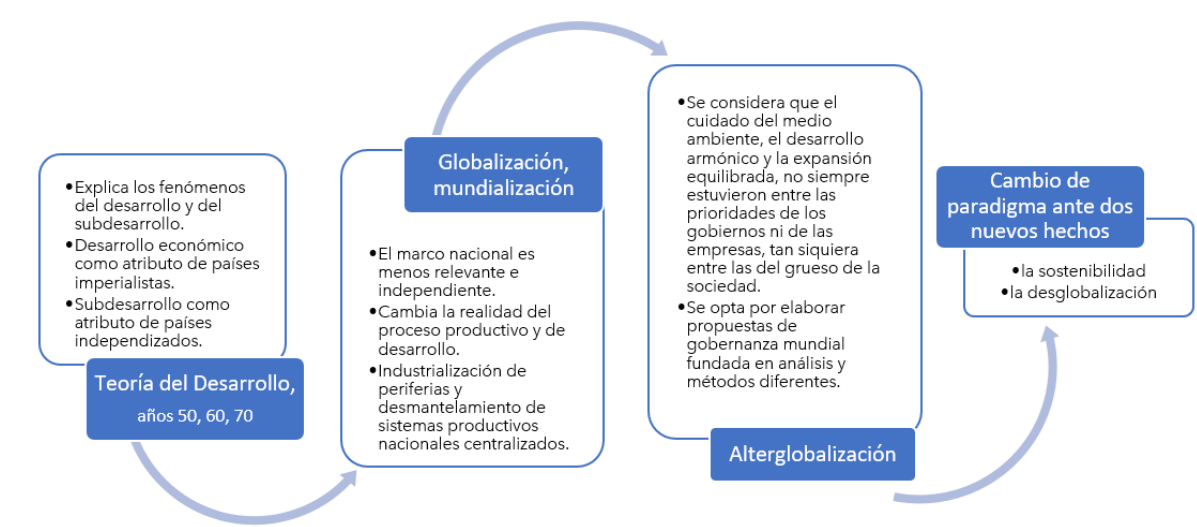 •Explica los fenómenos
del desarrollo y del
subdesarrollo.
•Desarrollo económico
como atributo de países
imperialistas.
•Subdesarrollo como
atributo de países
independizados.
Teoría del Desarrollo,
años 50, 60, 70
Globalización,
mundialización
•El marco nacional es
menos relevante e
independiente.
•Cambia la realidad del
proceso productivo y de
desarrollo.
•Industrialización de
periferias y
desmantelamiento de
sistemas productivos
nacionales centralizados.
•Se considera que el
cuidado del medio
ambiente, el desarrollo
armónico y la expansión
equilibrada, no siempre
estuvieron entre las
prioridades de los
gobiernos ni de las
empresas, tan siquiera
entre las del grueso de la
sociedad.
•Se opta por elaborar
propuestas de
gobernanza mundial
fundada en análisis y
métodos diferentes.
Alterglobalización
Cambio de
paradigma ante dos
nuevos hechos
•la sostenibilidad
•la desglobalización